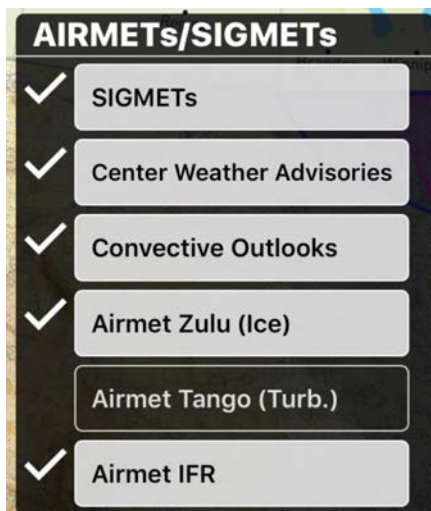 AIRMETs/SIGMETs
SIGMETs
Center Weather Advisories
Convective Outlooks
Airmet Zulu (Ice)
Airmet Tango (Turb.)
Airmet IFR